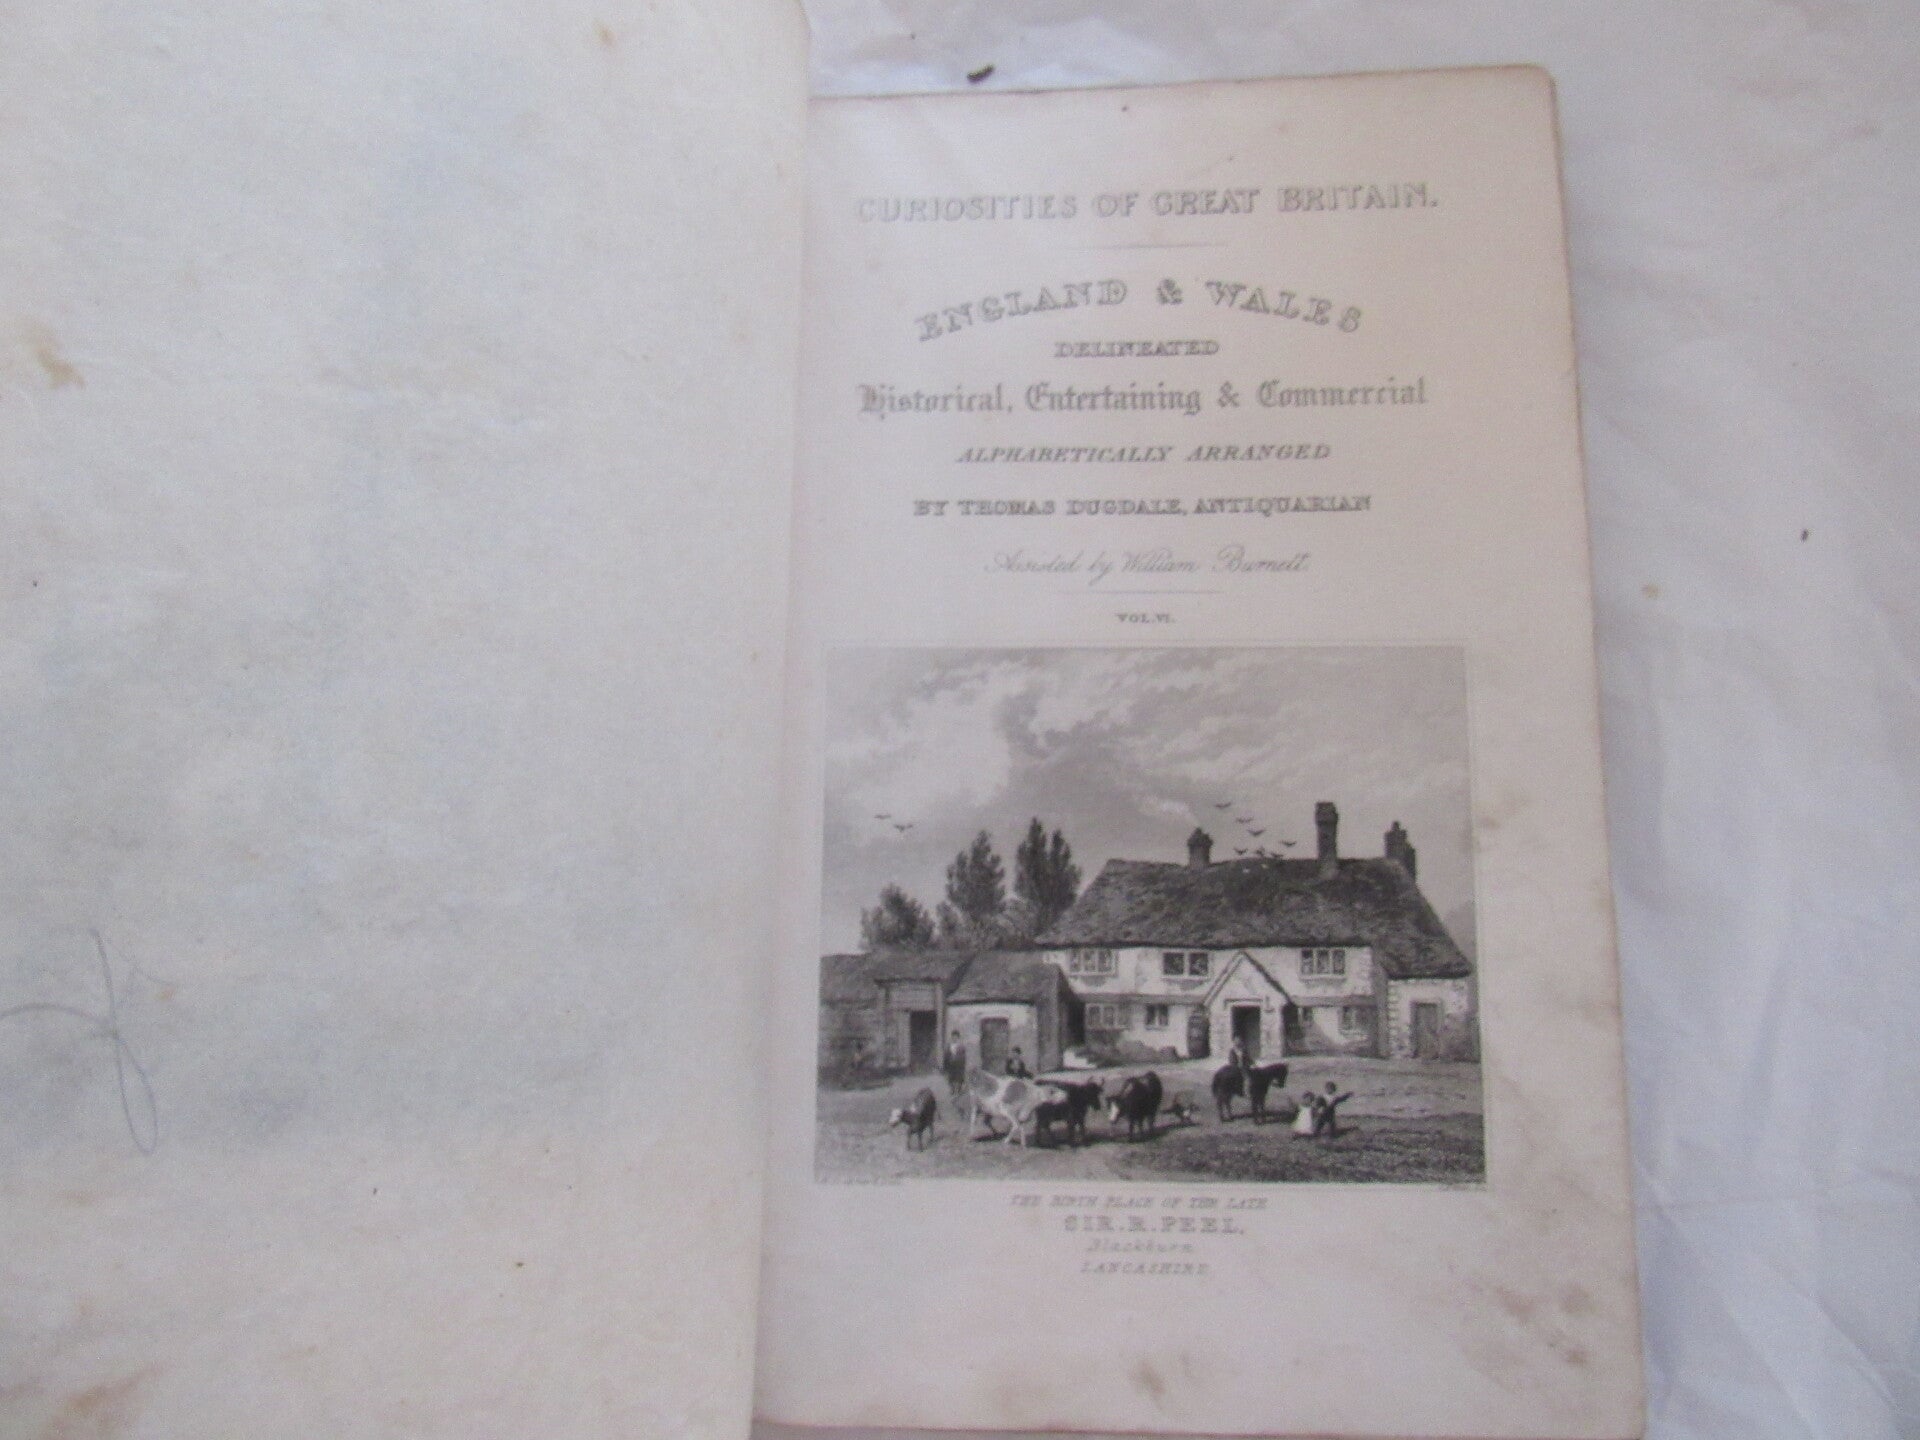 CURIOSITIES OF GREAT BRITAIN.
ENGLAND & WALES
DELINEATED
Historical, Entertaining & Commercial
ALPHABETICALLY ARRANGED
BY THOMAS DUGDALE, ANTIQUARIAN
Assisted by William Burnett.
VOL. VI.
THE BIRTH PLACE OF THE LATE
SIR. R. PEEL.
Blackburn
LANCASHIRE